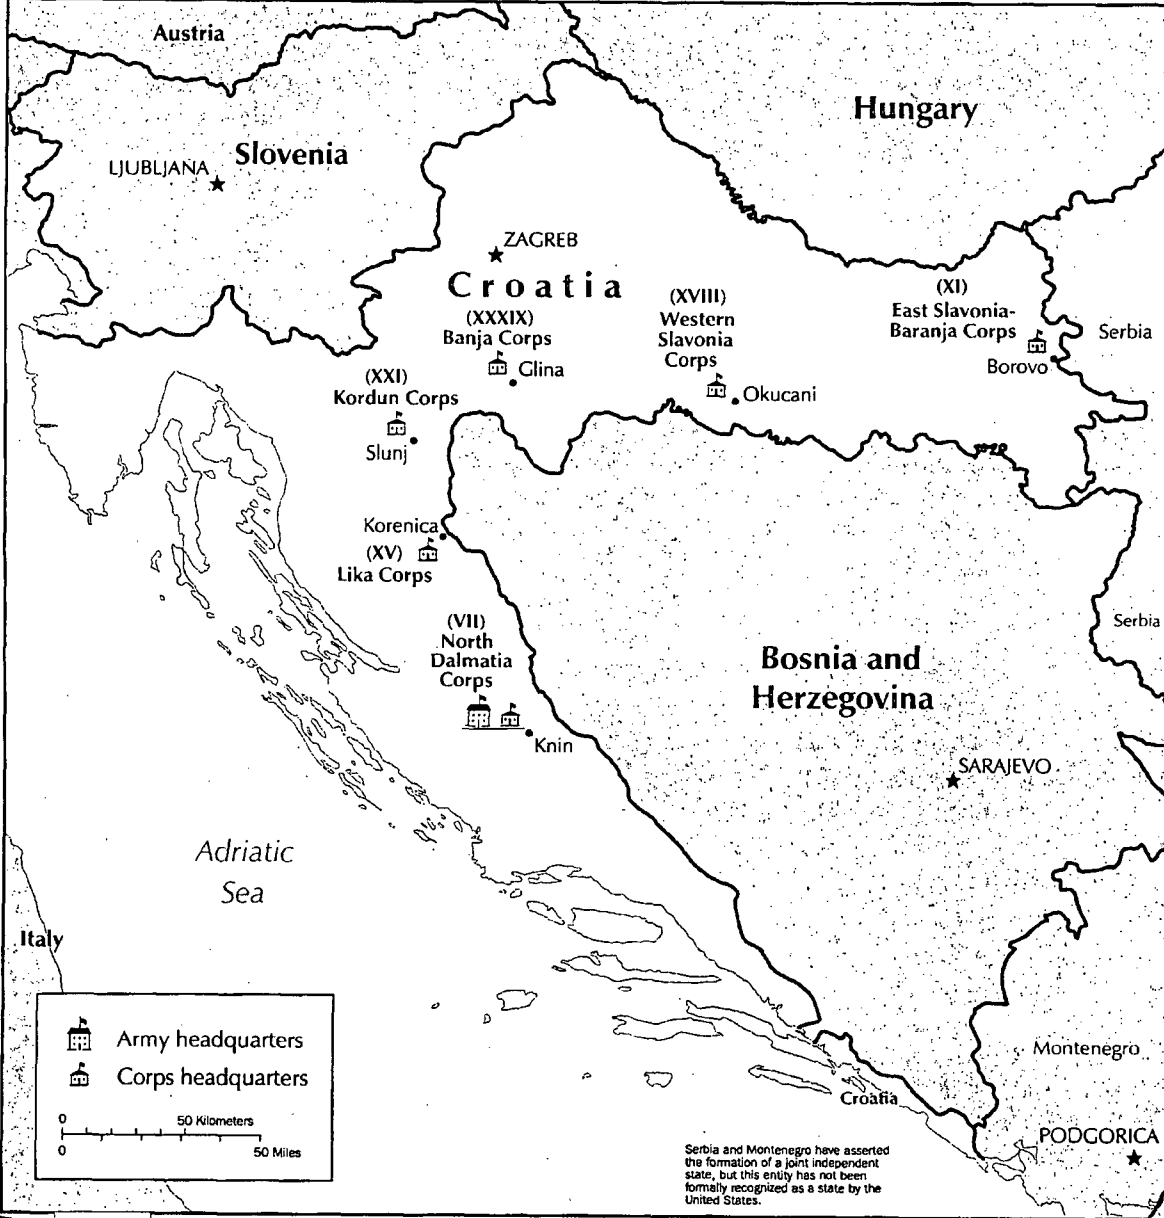 Austria
Hungary
LJUBLJANA
Slovenia
ZAGREB
Croatia
(XXXIX)
Banja Corps
Glina
(XVIII)
Western
Slavonia
Corps
Okucani
(XI)
East Slavonia-
Baranja Corps
Borovo
Serbia
(XXI)
Kordun Corps
Slunj
Korenica
(XV)
Lika Corps
(VII)
North
Dalmatia
Corps
Knin
Bosnia and
Herzegovina
Serbia
SARAJEVO
Adriatic
Sea
Italy
Army headquarters
Corps headquarters
0
50 Kilometers
0
50 Miles
Croatia
Montenegro
PODGORICA
Serbia and Montenegro have asserted
the formation of a joint independent
state, but this entity has not been
formally recognized as a state by the
United States.